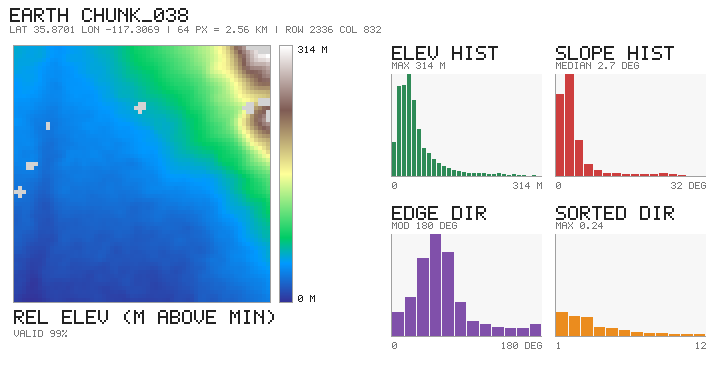 EARTH CHUNK_038
LAT 35.8701 LON -117.3069 | 64 PX = 2.56 KM | ROW 2336 COL 832
314 M
0 M
REL ELEV (M ABOVE MIN)
VALID 99%
ELEV HIST
MAX 314 M
0 314 M
SLOPE HIST
MEDIAN 2.7 DEG
0 32 DEG
EDGE DIR
MOD 180 DEG
0 180 DEG
SORTED DIR
MAX 0.24
1 12